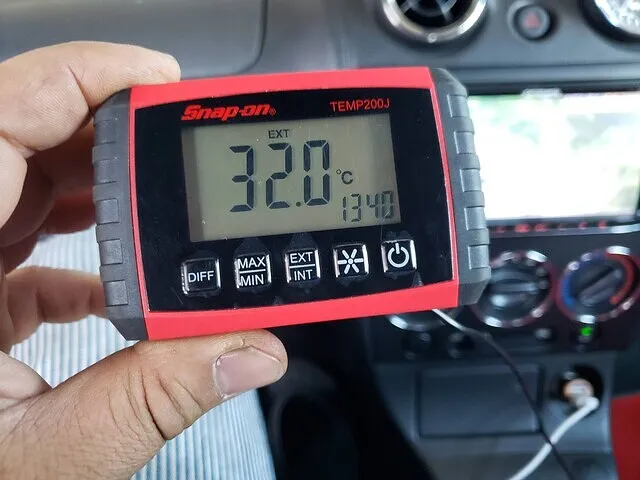 Snap-on®
TEMP200J
EXT
32.0 °C
1340
DIFF
MAX
MIN
EXT
INT